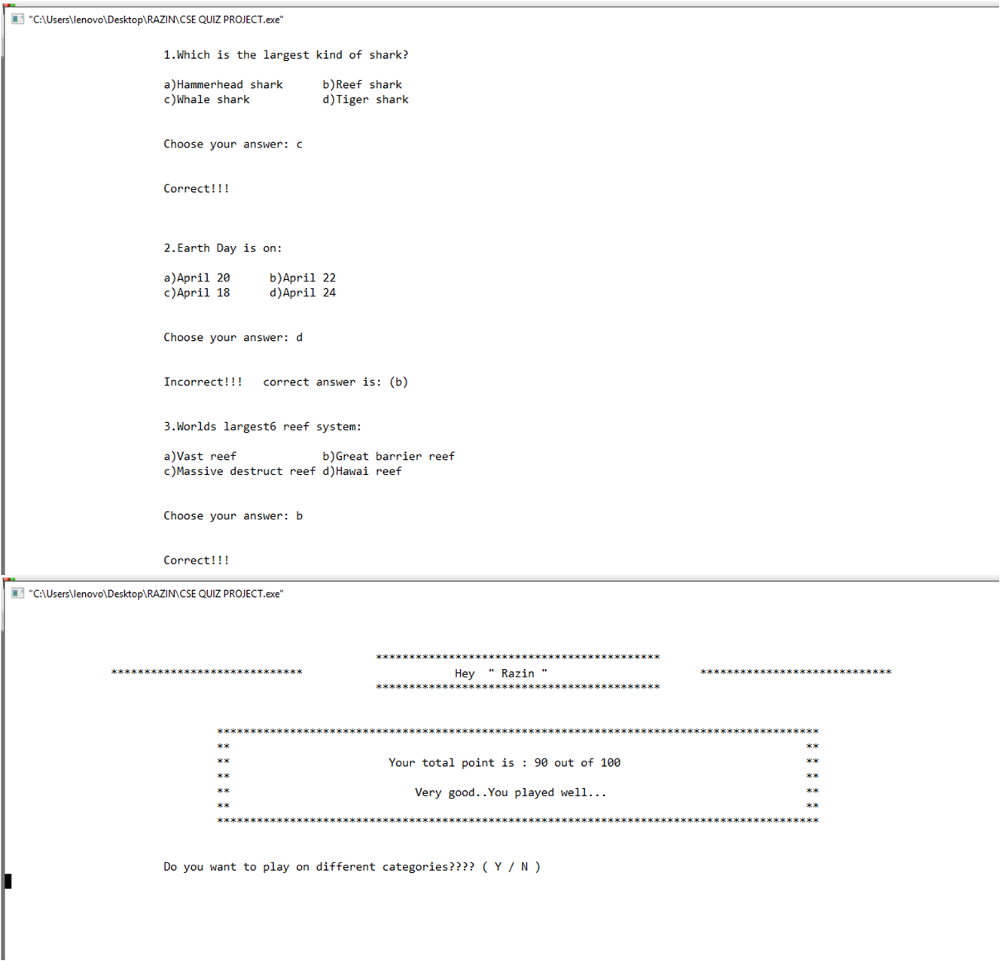 "C:\Users\lenovo\Desktop\RAZIN\CSE QUIZ PROJECT.exe"
1.Which is the largest kind of shark?
a)Hammerhead shark      b)Reef shark
c)Whale shark           d)Tiger shark
Choose your answer: c
Correct!!!
2.Earth Day is on:
a)April 20      b)April 22
c)April 18      d)April 24
Choose your answer: d
Incorrect!!!   correct answer is: (b)
3.Worlds largest6 reef system:
a)Vast reef             b)Great barrier reef
c)Massive destruct reef d)Hawai reef
Choose your answer: b
Correct!!!
"C:\Users\lenovo\Desktop\RAZIN\CSE QUIZ PROJECT.exe"
*******************************************
*****************************                       Hey  " Razin "                       *****************************
*******************************************
*******************************************************************************************
**                                                                                       **
**                        Your total point is : 90 out of 100                            **
**                                                                                       **
**                            Very good..You played well...                              **
**                                                                                       **
*******************************************************************************************
Do you want to play on different categories???? ( Y / N )